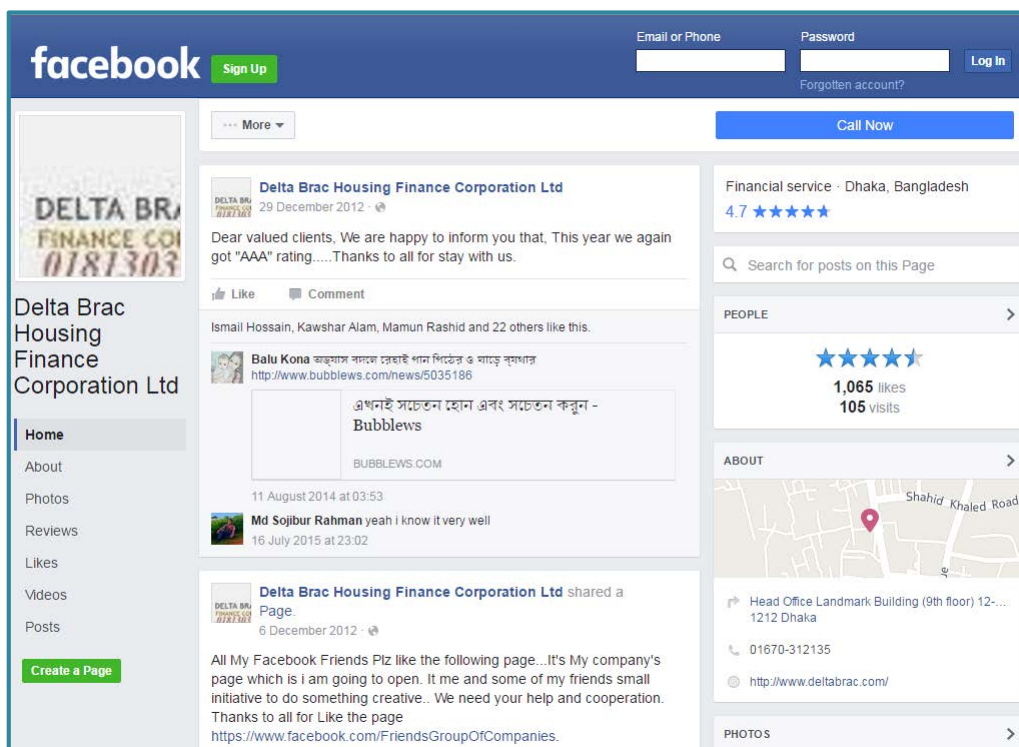 facebook
Sign Up
Email or Phone
Password
Log In
Forgotten account?
DELTA BRA
FINANCE CO
0181303
Delta Brac
Housing
Finance
Corporation Ltd
Home
About
Photos
Reviews
Likes
Videos
Posts
Create a Page
··· More
Call Now
Delta Brac Housing Finance Corporation Ltd
29 December 2012 ·
Dear valued clients, We are happy to inform you that, This year we again
got "AAA" rating.....Thanks to all for stay with us.
Like Comment
Ismail Hossain, Kawshar Alam, Mamun Rashid and 22 others like this.
Balu Kona অভ্যাস বদলে রেহাই পান পিঠের ও ঘাড়ে ব্যথার
http://www.bubblews.com/news/5035186
এখনই সচেতন হোন এবং সচেতন করুন -
Bubblews
BUBBLEWS.COM
11 August 2014 at 03:53
Md Sojibur Rahman yeah i know it very well
16 July 2015 at 23:02
Delta Brac Housing Finance Corporation Ltd shared a
Page.
6 December 2012 ·
All My Facebook Friends Plz like the following page...It's My company's
page which is i am going to open. It me and some of my friends small
initiative to do something creative.. We need your help and cooperation.
Thanks to all for Like the page
https://www.facebook.com/FriendsGroupOfCompanies.
Financial service · Dhaka, Bangladesh
4.7
Search for posts on this Page
PEOPLE
1,065 likes
105 visits
ABOUT
Shahid Khaled Road
Head Office Landmark Building (9th floor) 12-...
1212 Dhaka
01670-312135
http://www.deltabrac.com/
PHOTOS